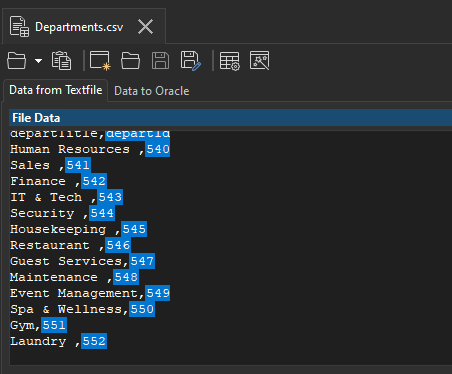 Departments.csv
Data from Textfile Data to Oracle
File Data
departTitle,departId
Human Resources ,540
Sales ,541
Finance ,542
IT & Tech ,543
Security ,544
Housekeeping ,545
Restaurant ,546
Guest Services,547
Maintenance ,548
Event Management,549
Spa & Wellness,550
Gym,551
Laundry ,552